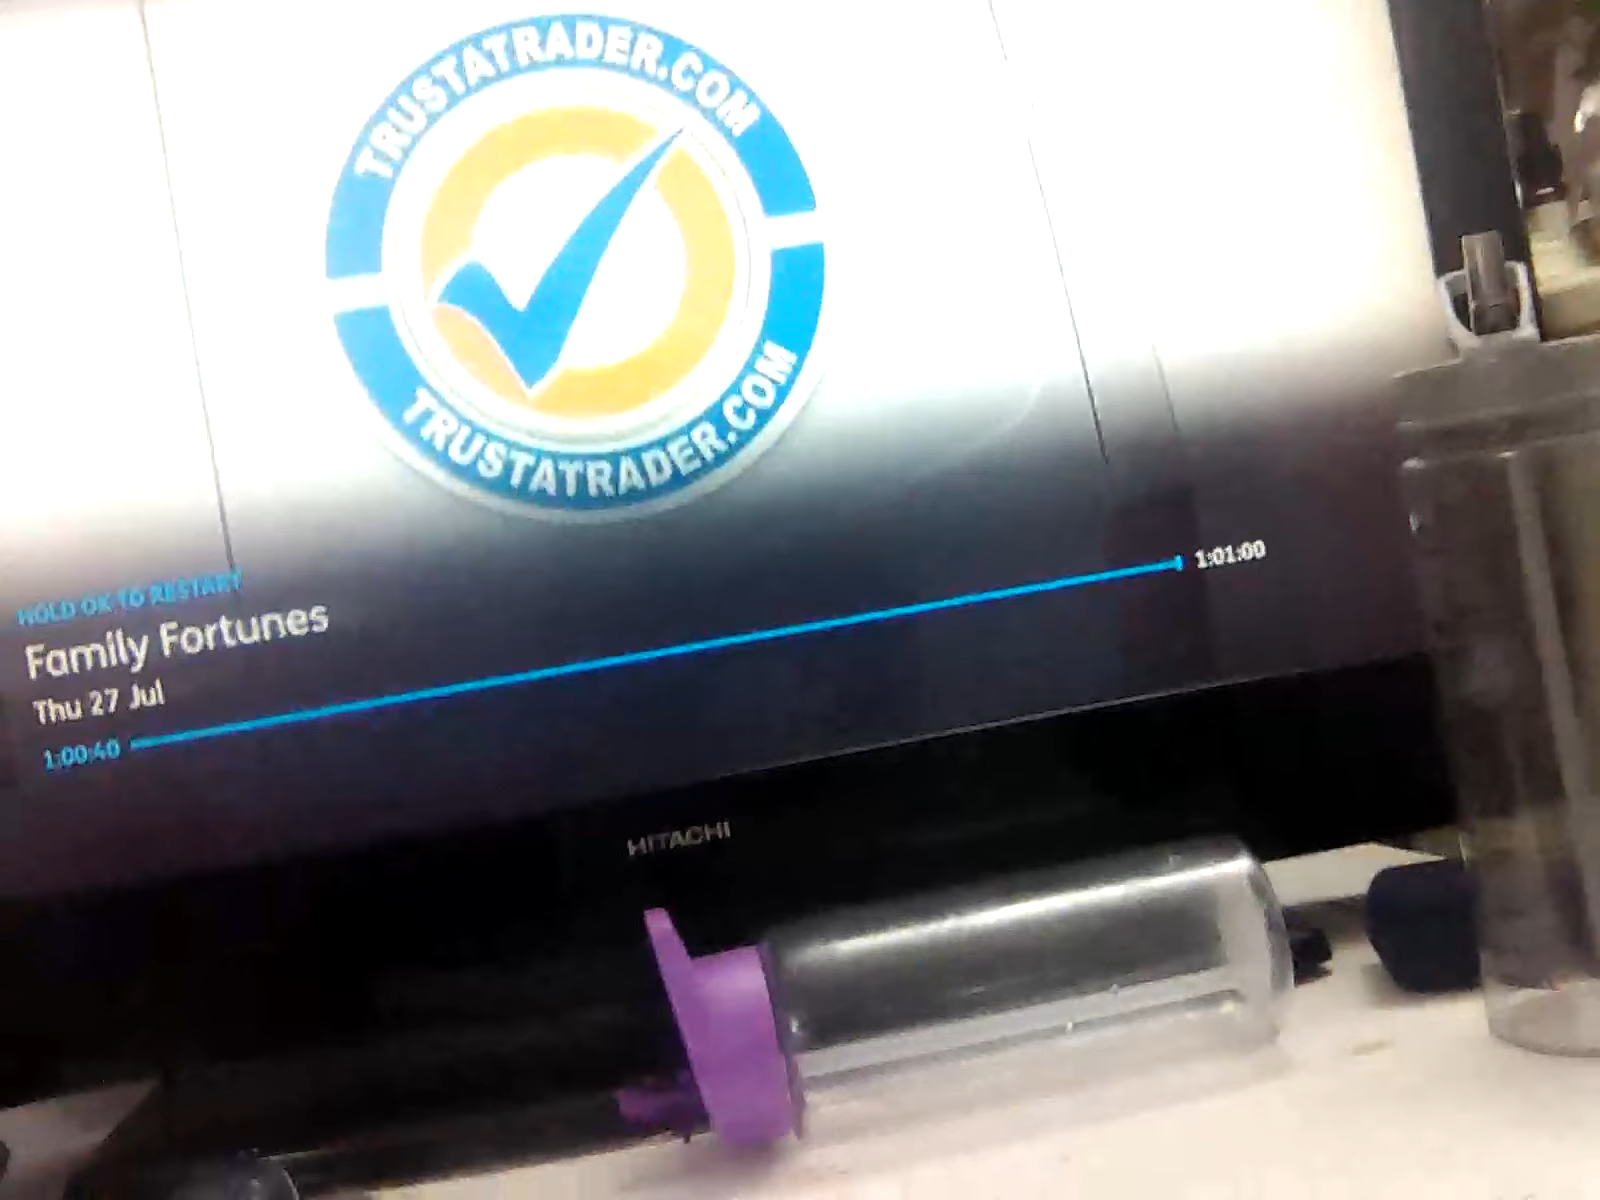 TRUSTATRADER.COM
TRUSTATRADER.COM
HOLD OK TO RESTART
Family Fortunes
Thu 27 Jul
1:00:40
1:01:00
HITACHI